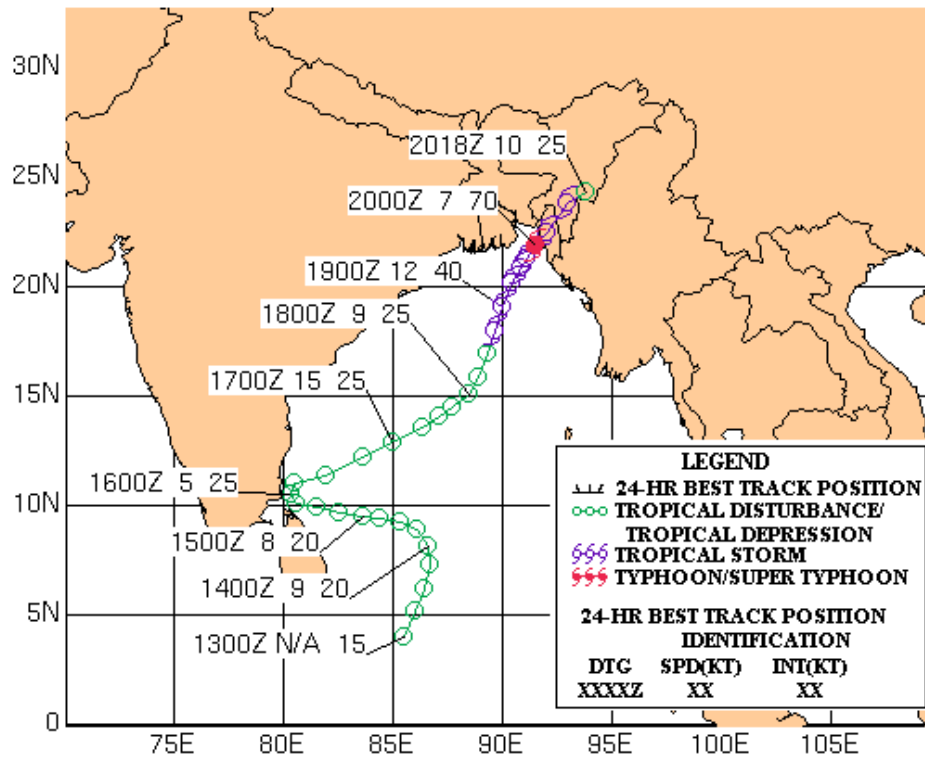 30N
25N
20N
15N
10N
5N
0
75E
80E
85E
90E
95E
100E
105E
2018Z 10 25
2000Z 7 70
1900Z 12 40
1800Z 9 25
1700Z 15 25
1600Z 5 25
1500Z 8 20
1400Z 9 20
1300Z N/A 15
LEGEND
24-HR BEST TRACK POSITION
TROPICAL DISTURBANCE/
TROPICAL DEPRESSION
TROPICAL STORM
TYPHOON/SUPER TYPHOON
24-HR BEST TRACK POSITION
IDENTIFICATION
DTG SPD(KT) INT(KT)
XXXXZ XX XX